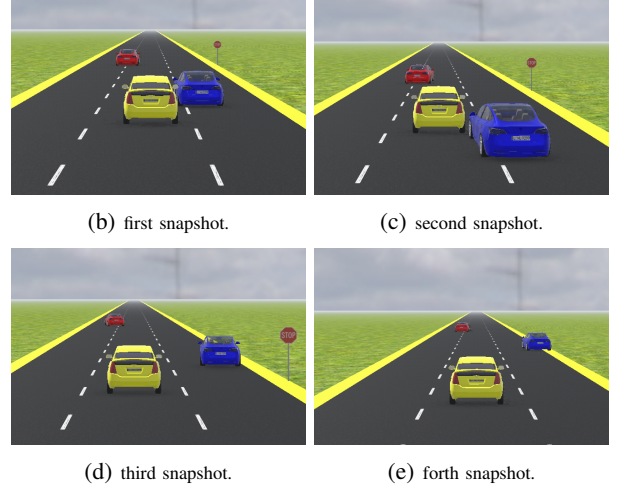 (b) first snapshot.
(c) second snapshot.
STOP
(d) third snapshot.
(e) forth snapshot.